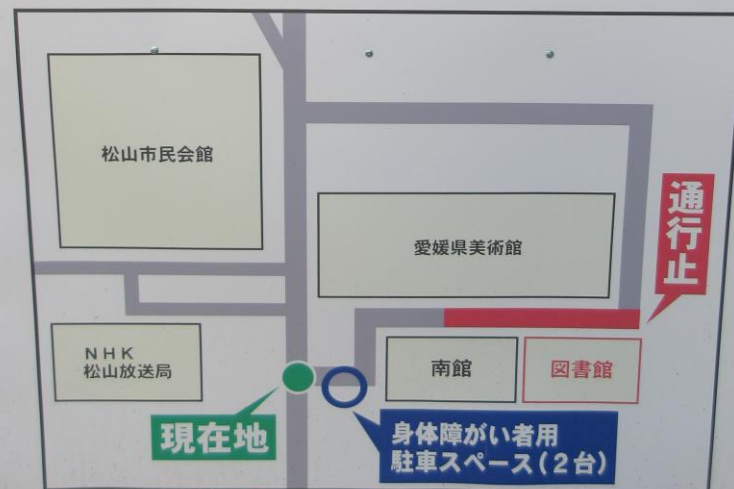 松山市民会館
愛媛県美術館
通行止
NHK
松山放送局
南館
図書館
現在地
身体障がい者用
駐車スペース(2台)